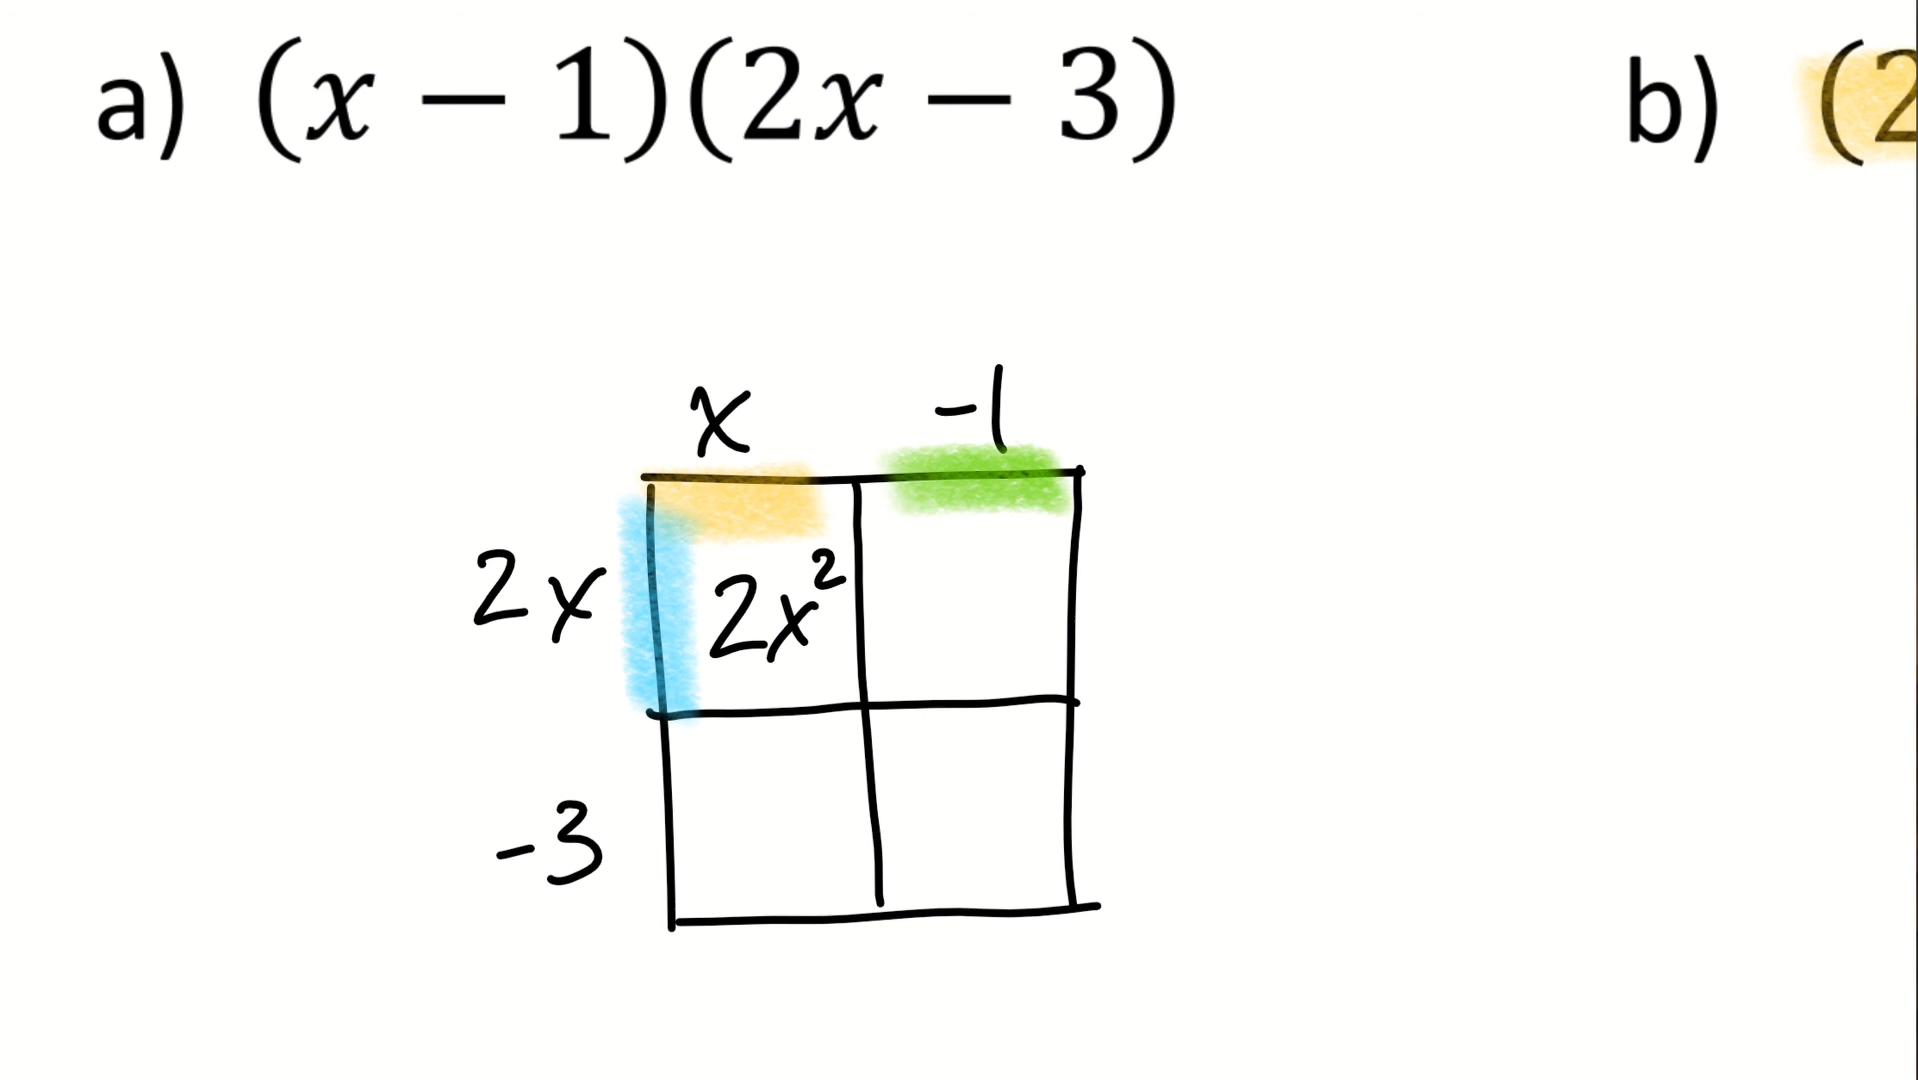 a) (x − 1)(2x − 3)
b) (2
x -1
2x 2x²
-3